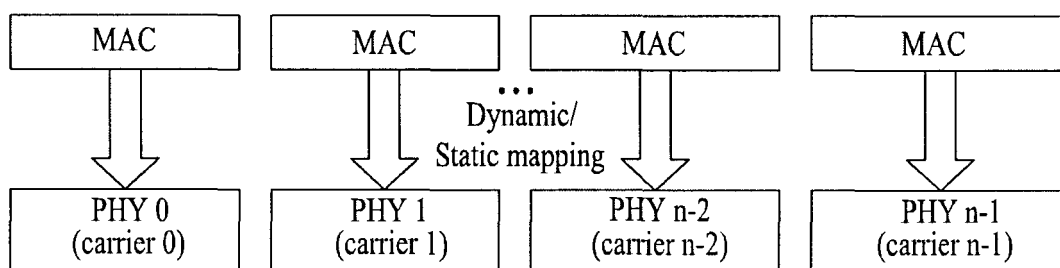 MAC MAC MAC MAC
...
Dynamic/
Static mapping
PHY 0 PHY 1 PHY n-2 PHY n-1
(carrier 0) (carrier 1) (carrier n-2) (carrier n-1)